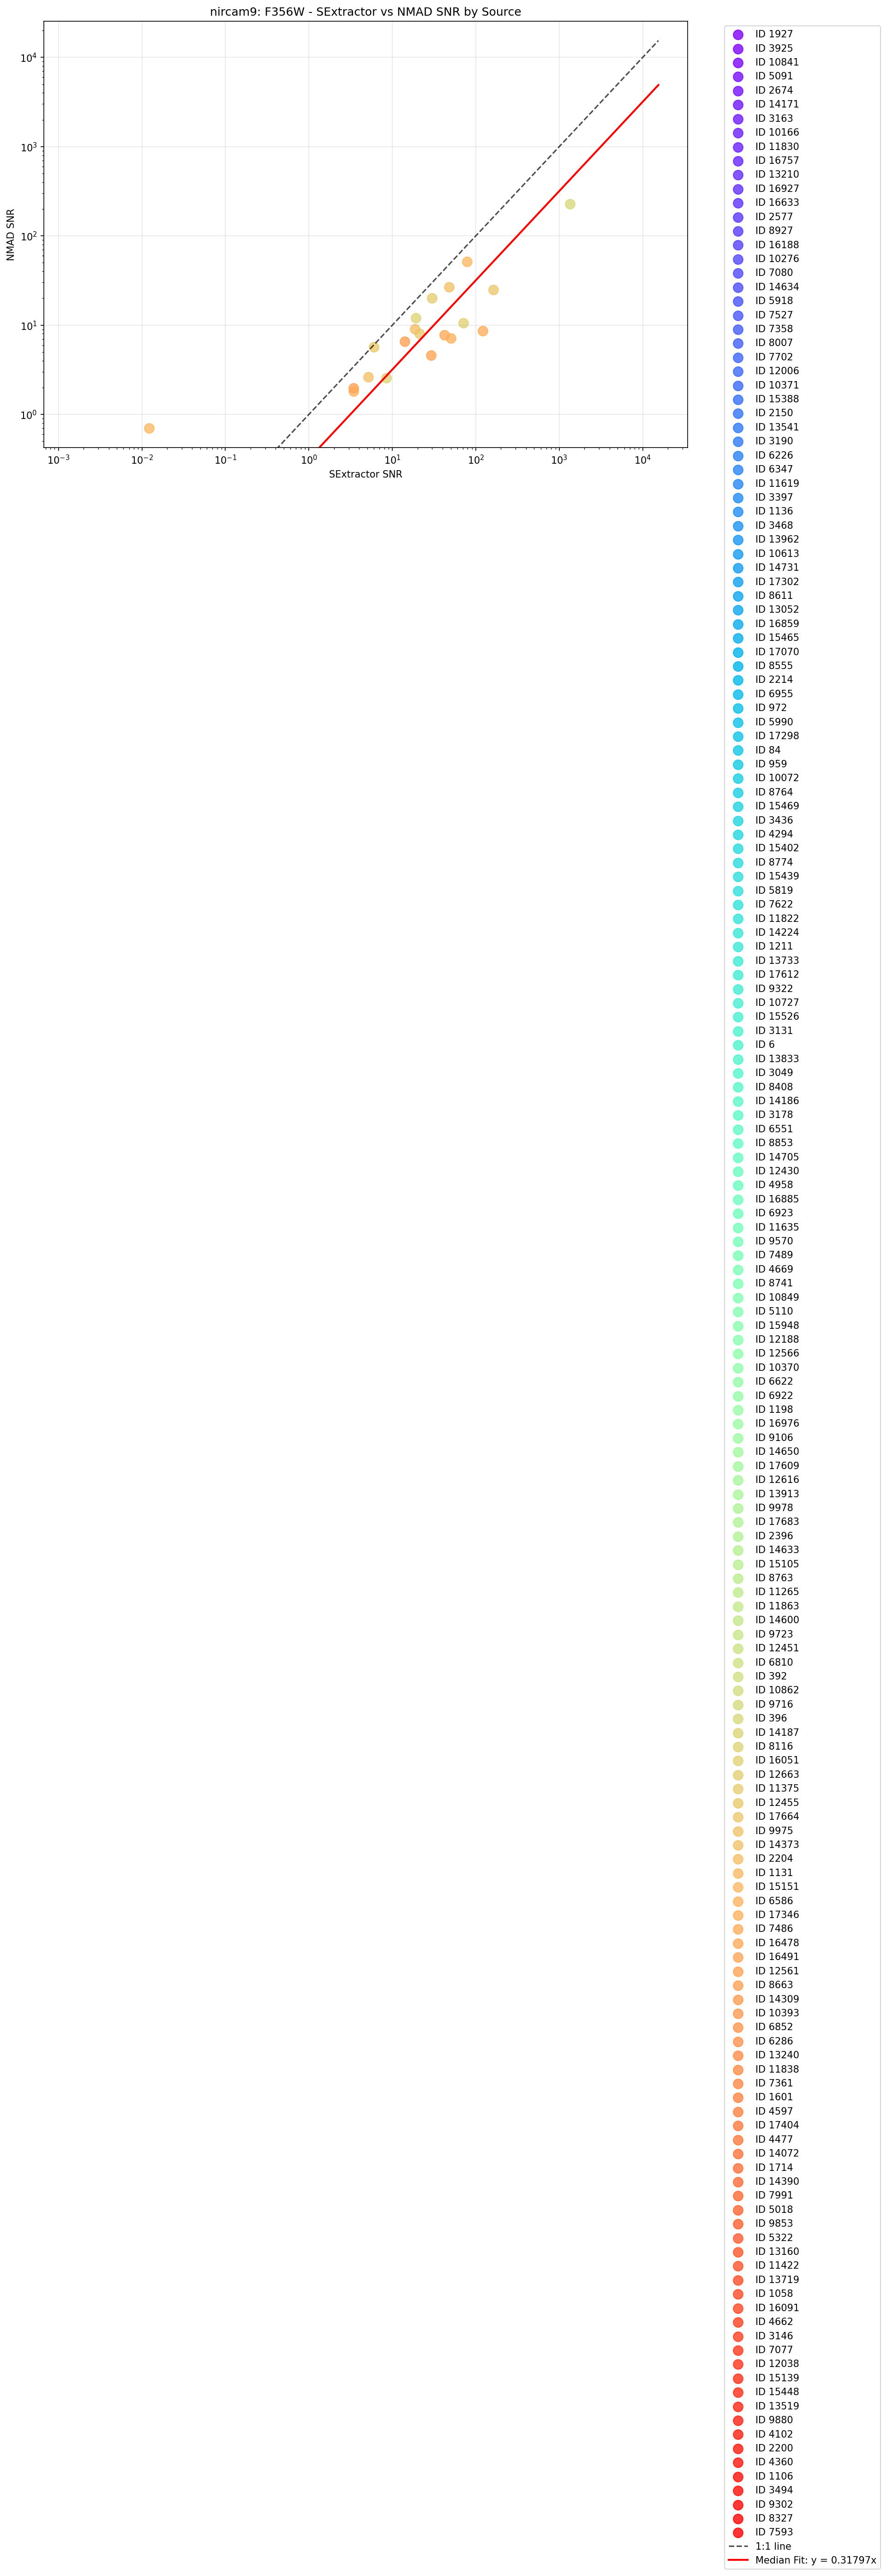 nircam9: F356W - SExtractor vs NMAD SNR by Source
10⁴
10³
10²
10¹
10⁰
NMAD SNR
10⁻³
10⁻²
10⁻¹
10⁰
10¹
10²
10³
10⁴
SExtractor SNR
ID 1927
ID 3925
ID 10841
ID 5091
ID 2674
ID 14171
ID 3163
ID 10166
ID 11830
ID 16757
ID 13210
ID 16927
ID 16633
ID 2577
ID 8927
ID 16188
ID 10276
ID 7080
ID 14634
ID 5918
ID 7527
ID 7358
ID 8007
ID 7702
ID 12006
ID 10371
ID 15388
ID 2150
ID 13541
ID 3190
ID 6226
ID 6347
ID 11619
ID 3397
ID 1136
ID 3468
ID 13962
ID 10613
ID 14731
ID 17302
ID 8611
ID 13052
ID 16859
ID 15465
ID 17070
ID 8555
ID 2214
ID 6955
ID 972
ID 5990
ID 17298
ID 84
ID 959
ID 10072
ID 8764
ID 15469
ID 3436
ID 4294
ID 15402
ID 8774
ID 15439
ID 5819
ID 7622
ID 11822
ID 14224
ID 1211
ID 13733
ID 17612
ID 9322
ID 10727
ID 15526
ID 3131
ID 6
ID 13833
ID 3049
ID 8408
ID 14186
ID 3178
ID 6551
ID 8853
ID 14705
ID 12430
ID 4958
ID 16885
ID 6923
ID 11635
ID 9570
ID 7489
ID 4669
ID 8741
ID 10849
ID 5110
ID 15948
ID 12188
ID 12566
ID 10370
ID 6622
ID 6922
ID 1198
ID 16976
ID 9106
ID 14650
ID 17609
ID 12616
ID 13913
ID 9978
ID 17683
ID 2396
ID 14633
ID 15105
ID 8763
ID 11265
ID 11863
ID 14600
ID 9723
ID 12451
ID 6810
ID 392
ID 10862
ID 9716
ID 396
ID 14187
ID 8116
ID 16051
ID 12663
ID 11375
ID 12455
ID 17664
ID 9975
ID 14373
ID 2204
ID 1131
ID 15151
ID 6586
ID 17346
ID 7486
ID 16478
ID 16491
ID 12561
ID 8663
ID 14309
ID 10393
ID 6852
ID 6286
ID 13240
ID 11838
ID 7361
ID 1601
ID 4597
ID 17404
ID 4477
ID 14072
ID 1714
ID 14390
ID 7991
ID 5018
ID 9853
ID 5322
ID 13160
ID 11422
ID 13719
ID 1058
ID 16091
ID 4662
ID 3146
ID 7077
ID 12038
ID 15139
ID 15448
ID 13519
ID 9880
ID 4102
ID 2200
ID 4360
ID 1106
ID 3494
ID 9302
ID 8327
ID 7593
1:1 line
Median Fit: y = 0.31797x